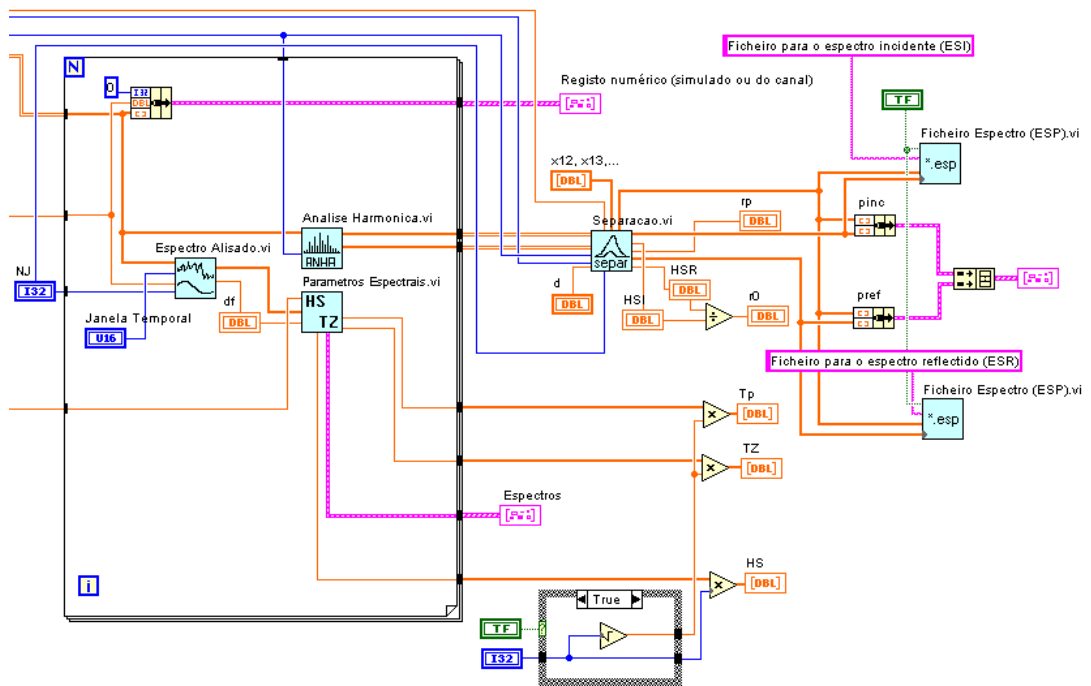 Ficheiro para o espectro incidente (ESI)
N
0
I32
DBL
Registo numérico (simulado ou do canal)
TF
Ficheiro Espectro (ESP).vi
*.esp
x12, x13,...
[DBL]
rp
DBL
pinc
Analise Harmonica.vi
ANHA
Separacao.vi
separ
Espectro Alisado.vi
NJ
I32
Parametros Espectrais.vi
HS
TZ
df
DBL
d
DBL
HSR
DBL
HSI
DBL
r0
DBL
pref
Janela Temporal
U16
Ficheiro para o espectro reflectido (ESR)
Ficheiro Espectro (ESP).vi
*.esp
Tp
[DBL]
TZ
[DBL]
Espectros
HS
[DBL]
i
True
TF
?
I32